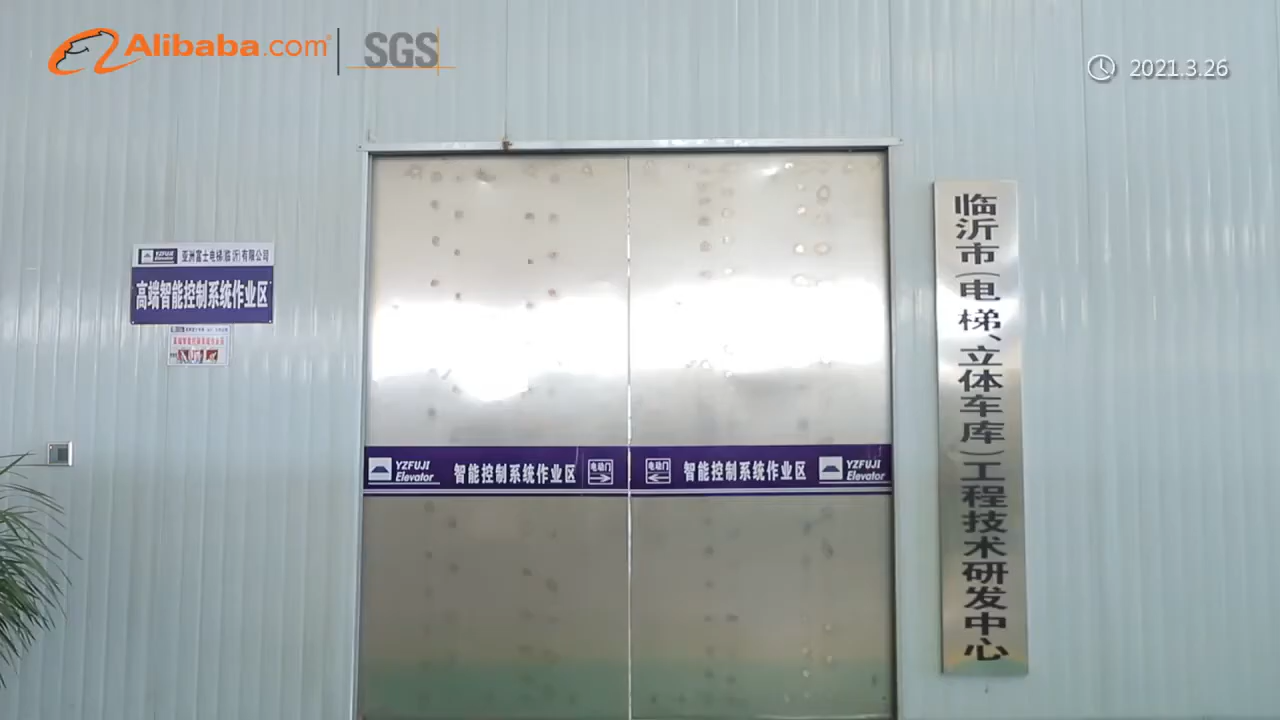 Alibaba.com
SGS
2021.3.26
YZFUJI
亚洲富士电梯(临沂)有限公司
高端智能控制系统作业区
YZFUJI
Elevator
智能控制系统作业区
电动门
电动门
智能控制系统作业区
YZFUJI
Elevator
临沂市(电梯、立体车库)工程技术研发中心